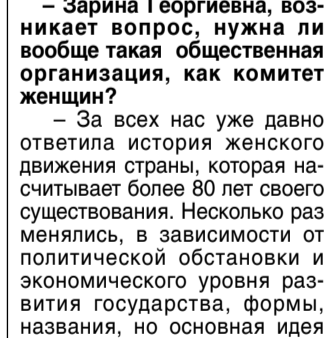 – Зарина Георгиевна, воз-
никает вопрос, нужна ли
вообще такая общественная
организация, как комитет
женщин?
– За всех нас уже давно
ответила история женского
движения страны, которая на-
считывает более 80 лет своего
существования. Несколько раз
менялись, в зависимости от
политической обстановки и
экономического уровня раз-
вития государства, формы,
названия, но основная идея